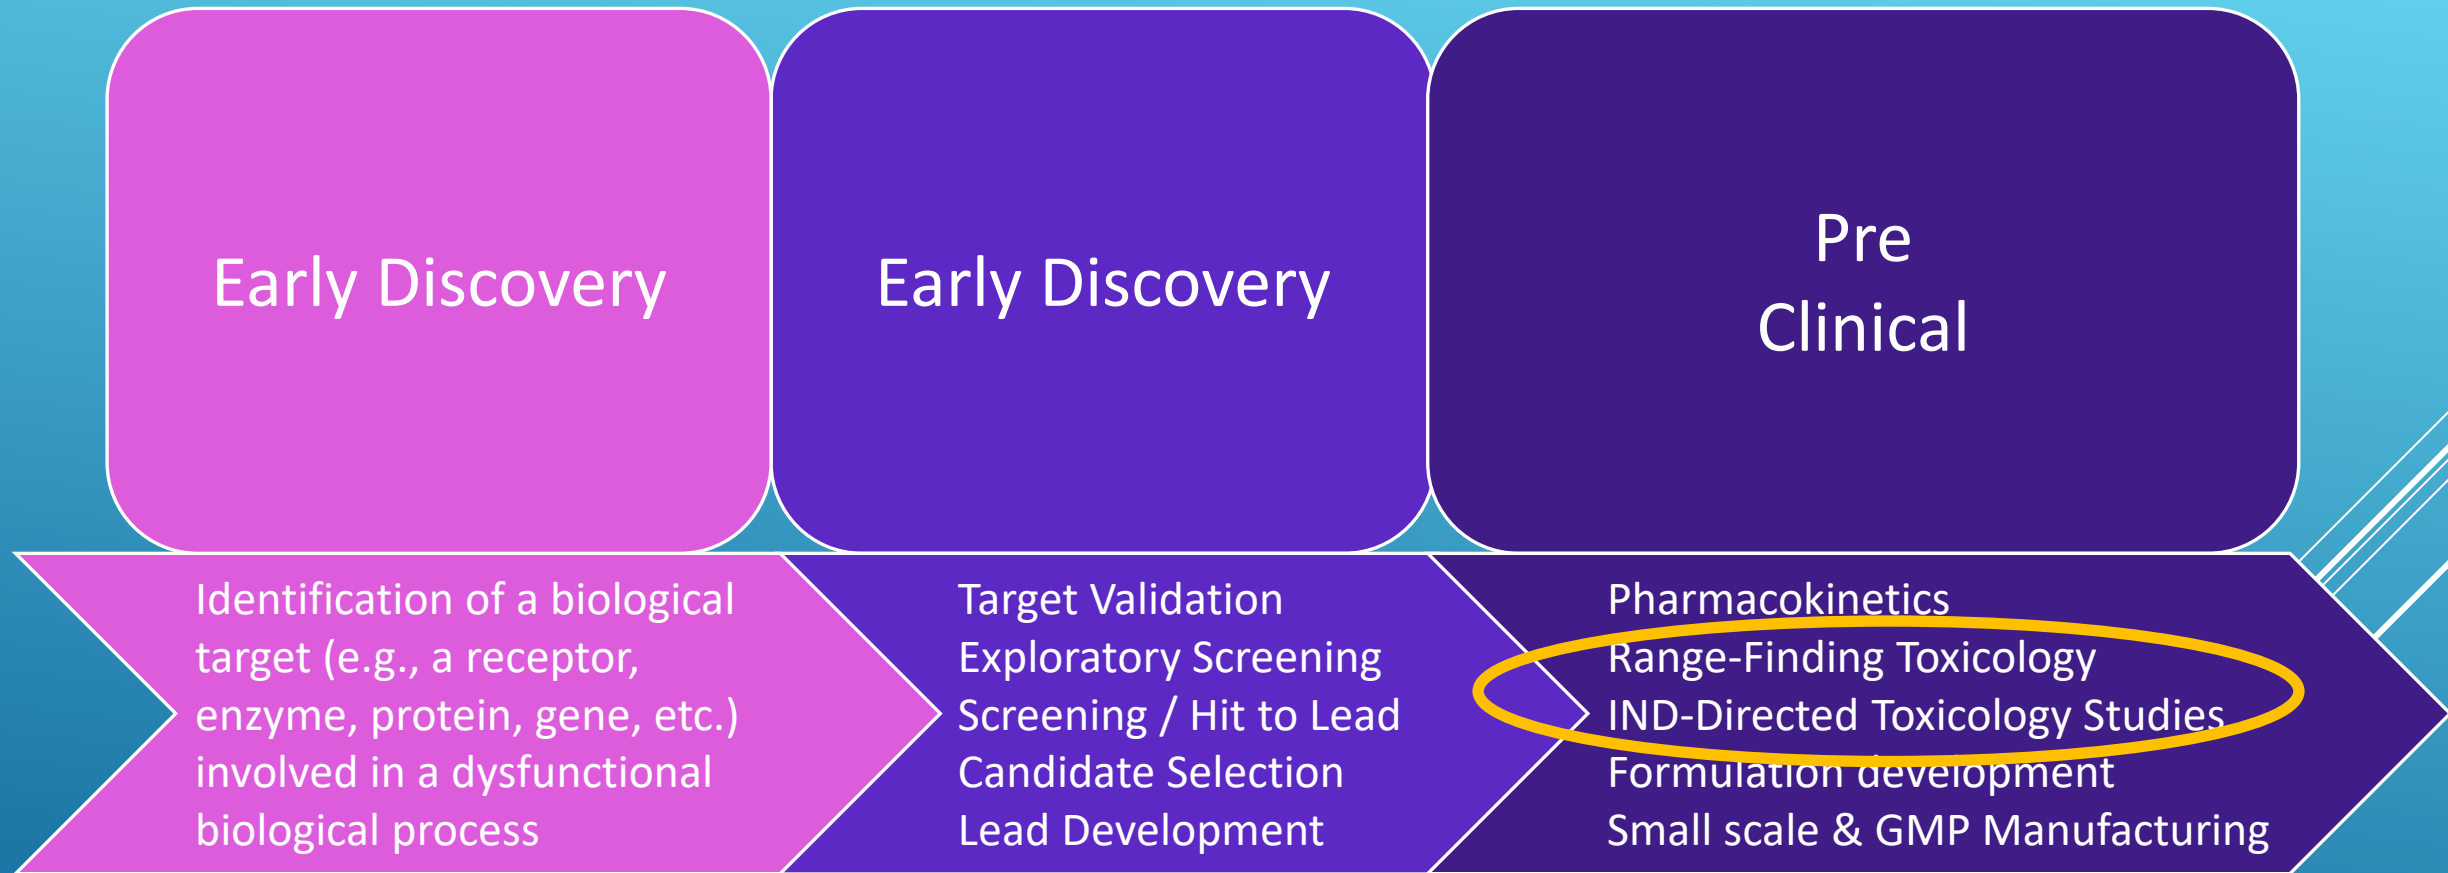 Early Discovery
Early Discovery
Pre
Clinical
Identification of a biological
target (e.g., a receptor,
enzyme, protein, gene, etc.)
involved in a dysfunctional
biological process
Target Validation
Exploratory Screening
Screening / Hit to Lead
Candidate Selection
Lead Development
Pharmacokinetics
Range-Finding Toxicology
IND-Directed Toxicology Studies
Formulation development
Small scale & GMP Manufacturing